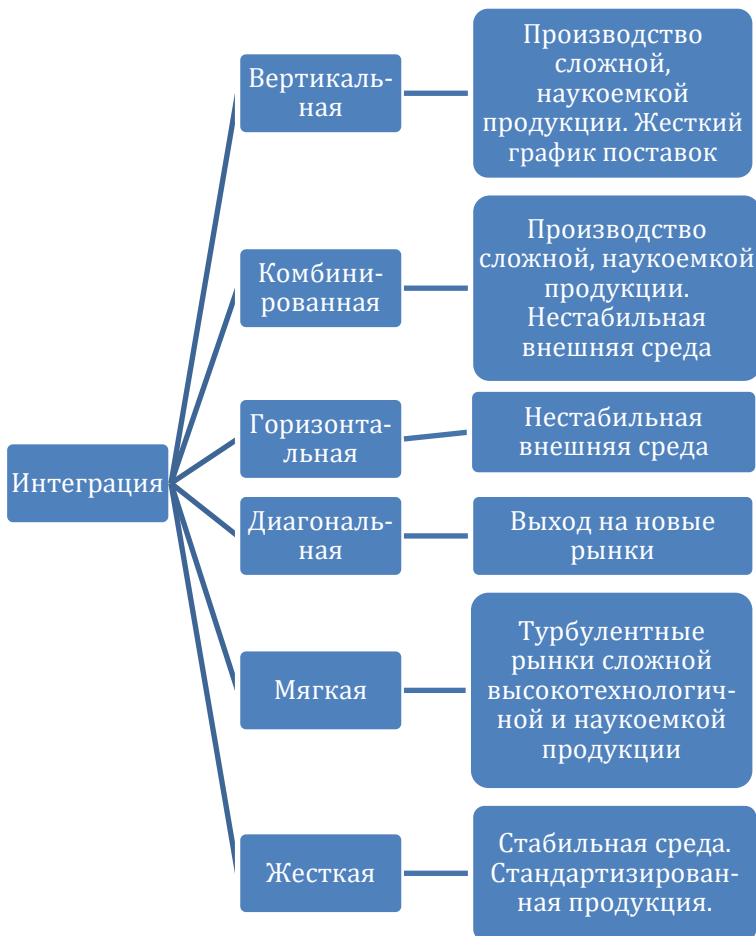 Интеграция
Вертикаль-
ная
Производство
сложной,
наукоемкой
продукции. Жесткий
график поставок
Комбини-
рованная
Производство
сложной, наукоемкой
продукции.
Нестабильная
внешняя среда
Горизонта-
льная
Нестабильная
внешняя среда
Диагональ-
ная
Выход на новые
рынки
Мягкая
Турбулентные
рынки сложной
высокотехнологич-
ной и наукоемкой
продукции
Жесткая
Стабильная среда.
Стандартизирован-
ная продукция.